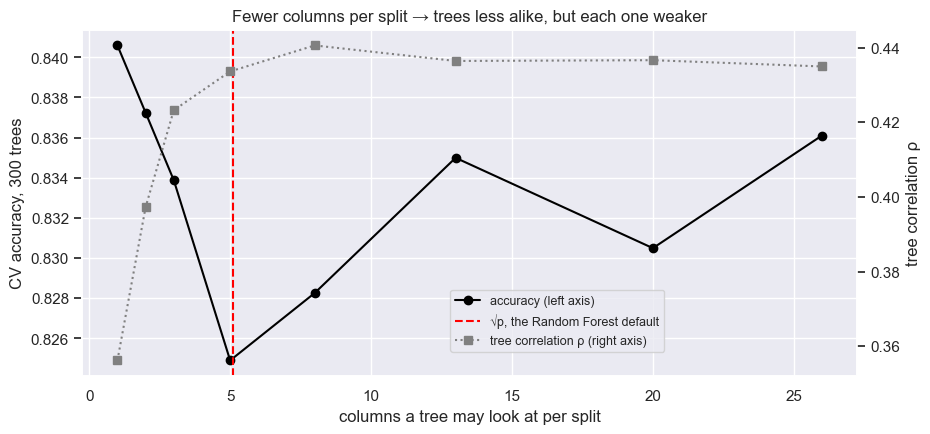 Fewer columns per split → trees less alike, but each one weaker
CV accuracy, 300 trees
0.840
0.838
0.836
0.834
0.832
0.830
0.828
0.826
0.44
0.42
0.40
0.38
0.36
tree correlation ρ
accuracy (left axis)
√p, the Random Forest default
tree correlation ρ (right axis)
0 5 10 15 20 25
columns a tree may look at per split